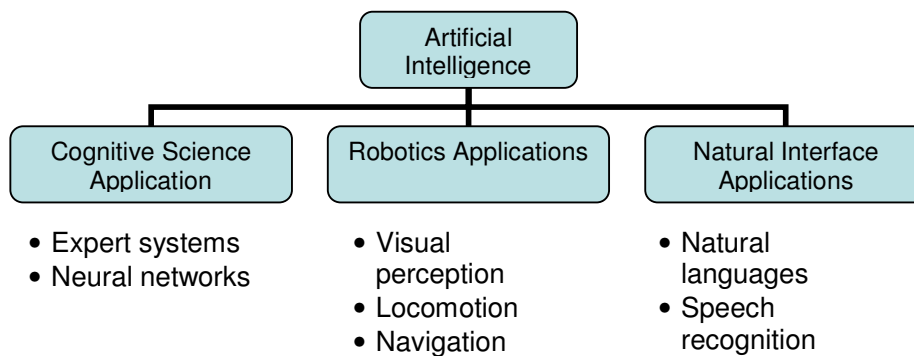 Artificial
Intelligence
Cognitive Science
Application
Robotics Applications
Natural Interface
Applications
• Expert systems
• Neural networks
• Visual
perception
• Locomotion
• Navigation
• Natural
languages
• Speech
recognition